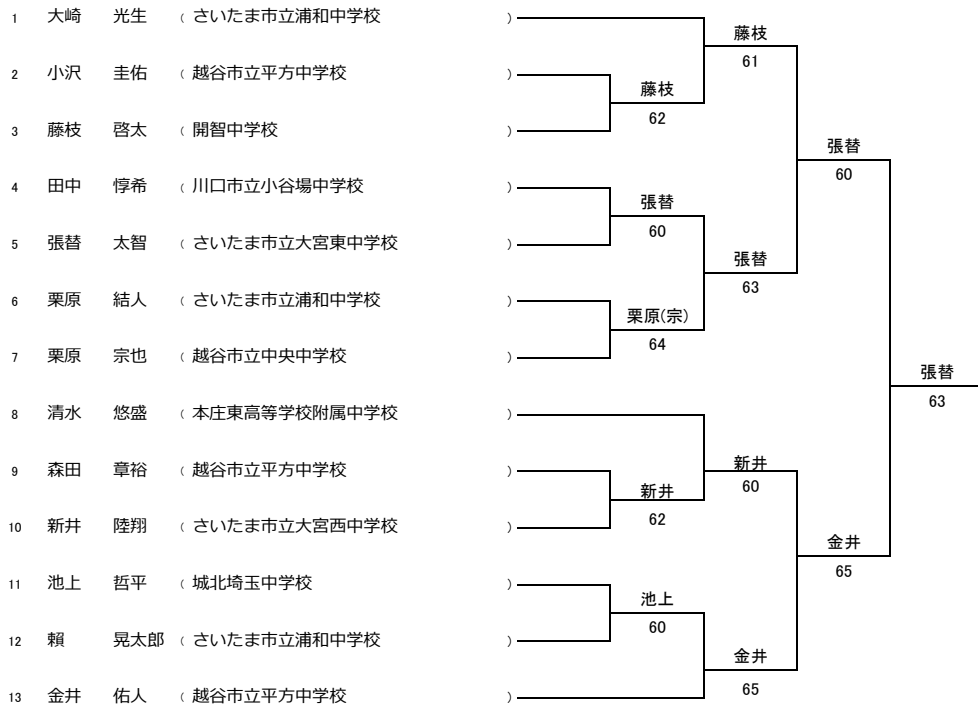 1 大崎 光生 ( さいたま市立浦和中学校 )
2 小沢 圭佑 ( 越谷市立平方中学校 )
3 藤枝 啓太 ( 開智中学校 )
4 田中 惇希 ( 川口市立小谷場中学校 )
5 張替 太智 ( さいたま市立大宮東中学校 )
6 栗原 結人 ( さいたま市立浦和中学校 )
7 栗原 宗也 ( 越谷市立中央中学校 )
8 清水 悠盛 ( 本庄東高等学校附属中学校 )
9 森田 章裕 ( 越谷市立平方中学校 )
10 新井 陸翔 ( さいたま市立大宮西中学校 )
11 池上 哲平 ( 城北埼玉中学校 )
12 賴 晃太郎 ( さいたま市立浦和中学校 )
13 金井 佑人 ( 越谷市立平方中学校 )
藤枝
62
張替
60
栗原(宗)
64
新井
62
池上
60
藤枝
61
張替
63
新井
60
金井
65
張替
60
金井
65
張替
63